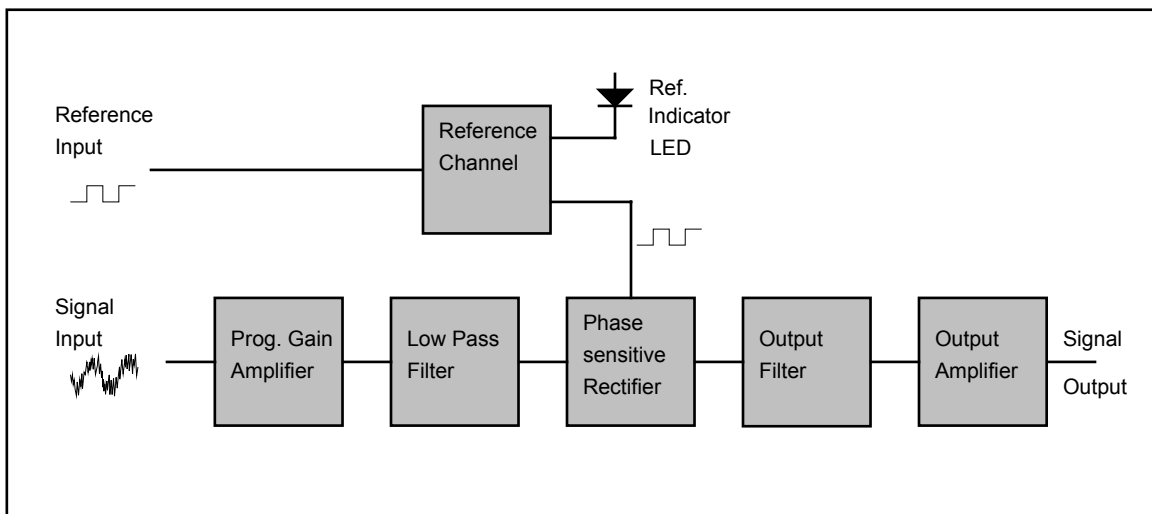 Reference
Input
Reference
Channel
Ref.
Indicator
LED
Signal
Input
Prog. Gain
Amplifier
Low Pass
Filter
Phase
sensitive
Rectifier
Output
Filter
Output
Amplifier
Signal
Output